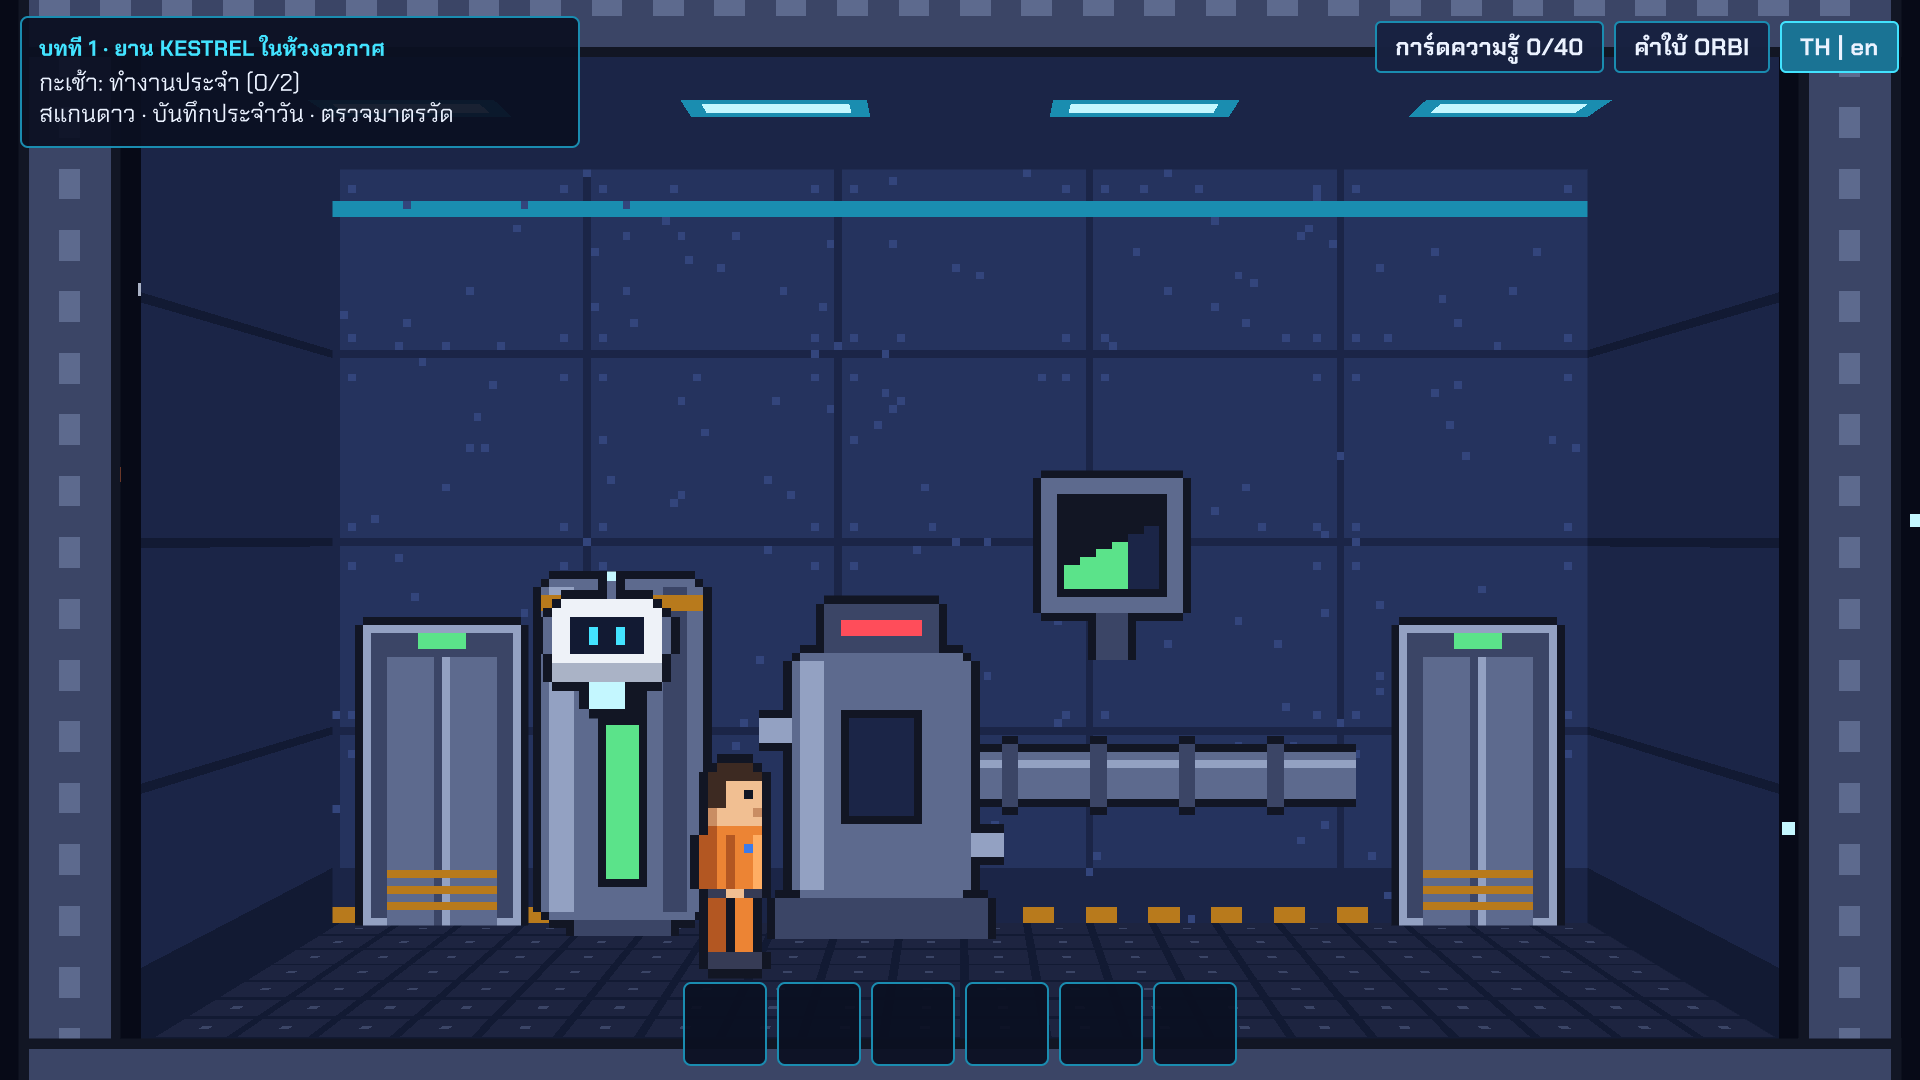 บทที่ 1 · ยาน KESTREL ในห้วงอวกาศ
กะเช้า: ทำงานประจำ (0/2)
สแกนดาว · บันทึกประจำวัน · ตรวจมาตรวัด
การ์ดความรู้ 0/40
คำใบ้ ORBI
TH | en